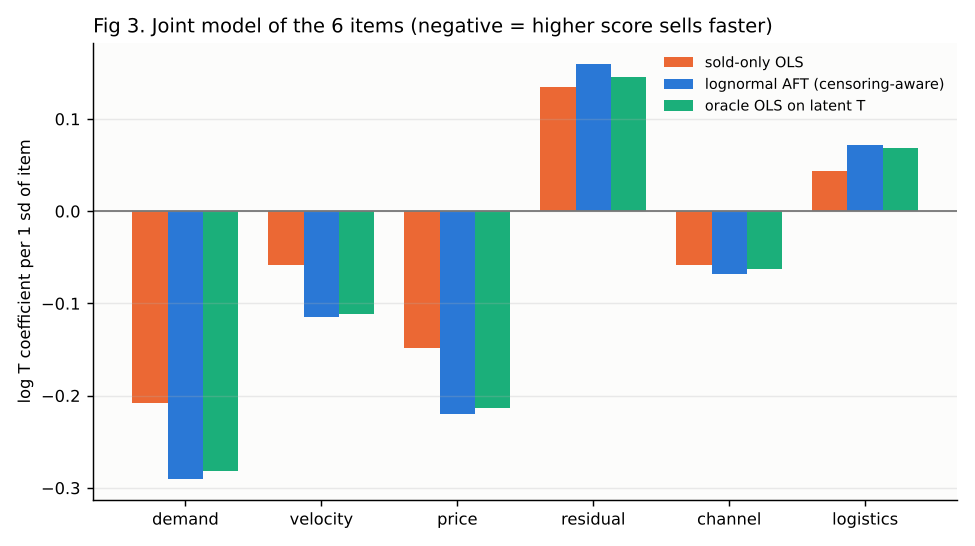 Fig 3. Joint model of the 6 items (negative = higher score sells faster)
sold-only OLS
lognormal AFT (censoring-aware)
oracle OLS on latent T
log T coefficient per 1 sd of item
0.1
0.0
−0.1
−0.2
−0.3
demand velocity price residual channel logistics